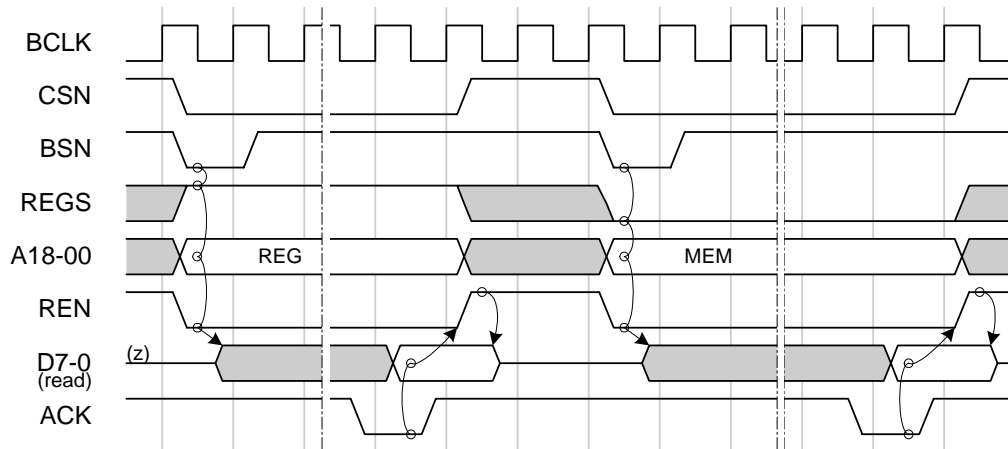 BCLK
CSN
BSN
REGS
A18-00 REG MEM
REN
D7-0 (z)
(read)
ACK